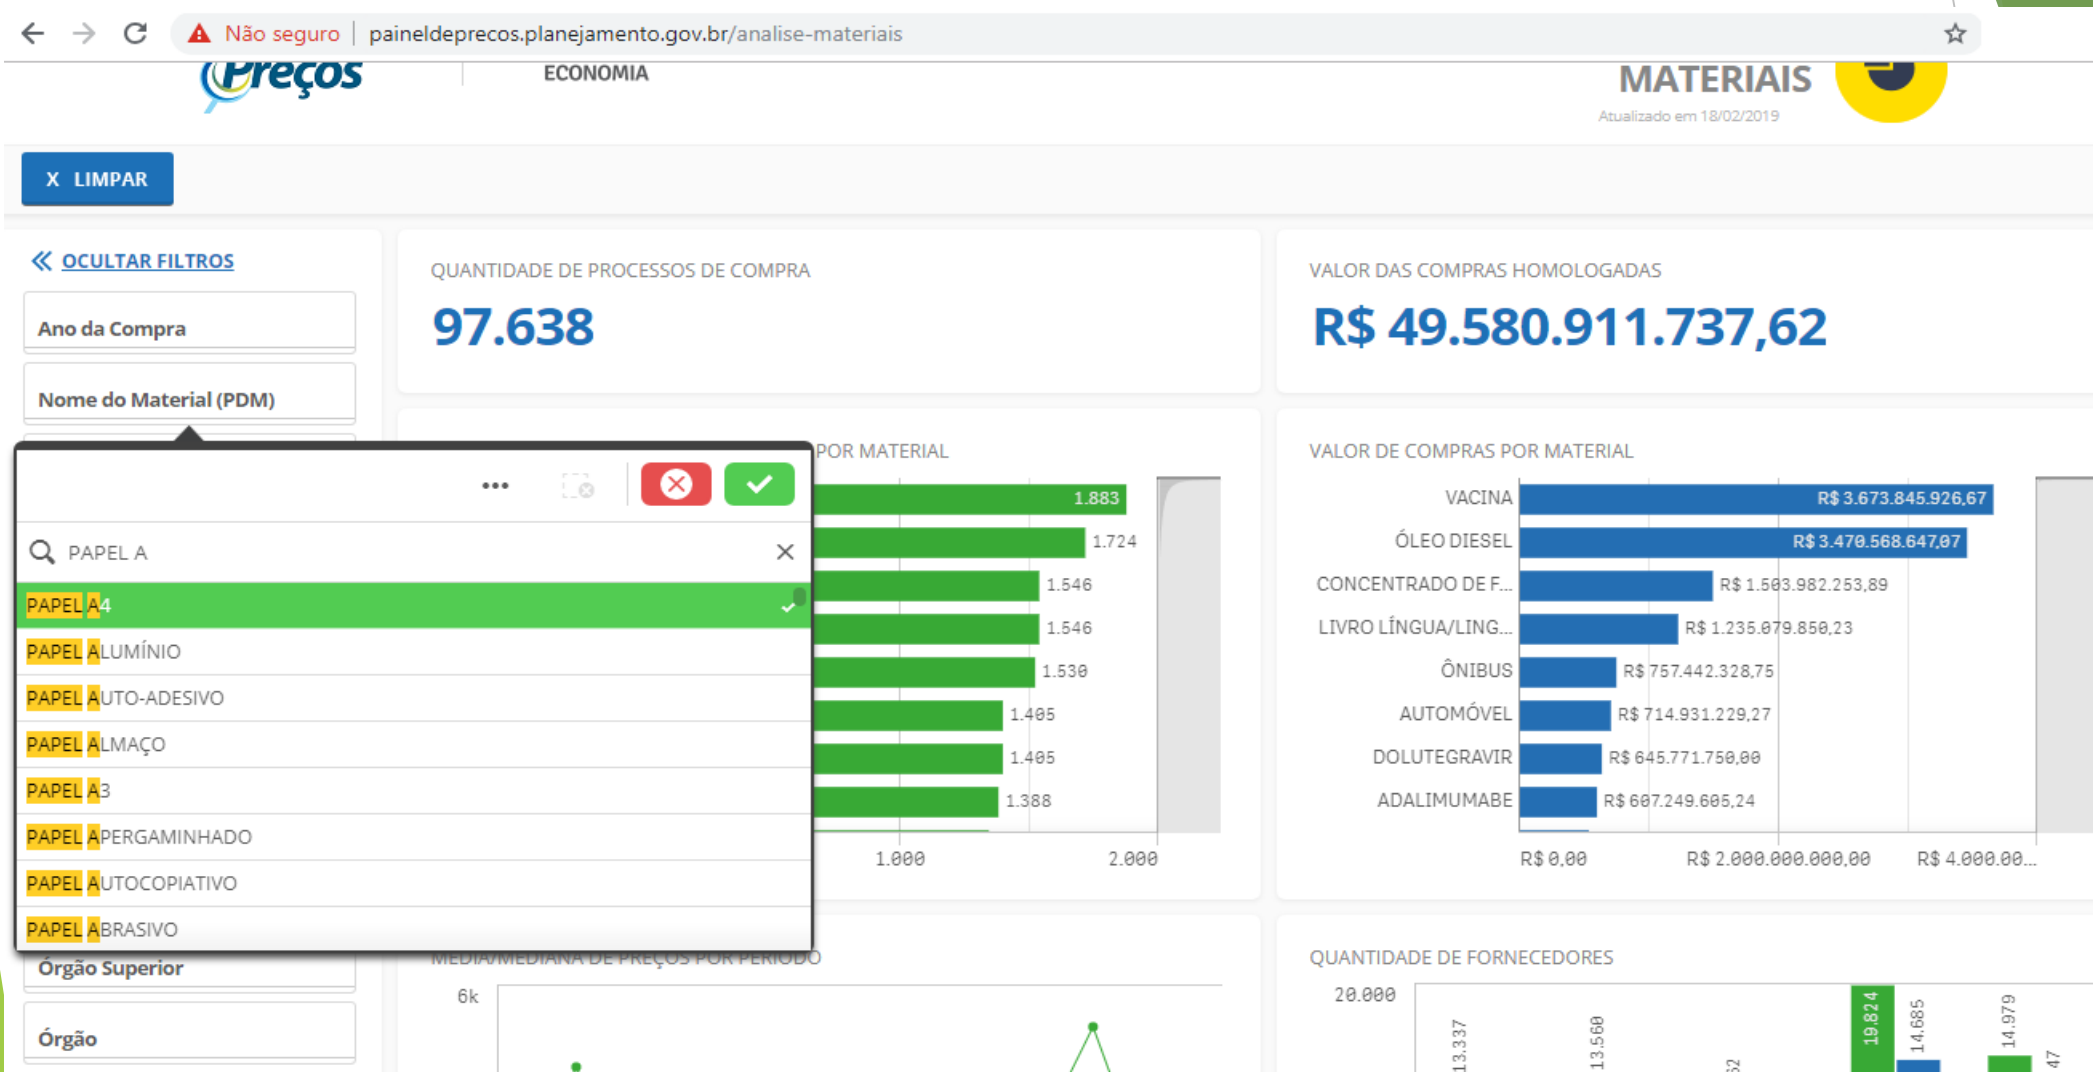 Não seguro paineldeprecos.planejamento.gov.br/analise-materiais
Preços
ECONOMIA
MATERIAIS
Atualizado em 18/02/2019
X LIMPAR
OCULTAR FILTROS
Ano da Compra
Nome do Material (PDM)
PAPEL A
PAPEL A4
PAPEL ALUMÍNIO
PAPEL AUTO-ADESIVO
PAPEL ALMAÇO
PAPEL A3
PAPEL APERGAMINHADO
PAPEL AUTOCOPIATIVO
PAPEL ABRASIVO
Órgão Superior
Órgão
QUANTIDADE DE PROCESSOS DE COMPRA
97.638
VALOR DAS COMPRAS HOMOLOGADAS
R$ 49.580.911.737,62
POR MATERIAL
1.883
1.724
1.546
1.546
1.530
1.405
1.405
1.388
1.000 2.000
VALOR DE COMPRAS POR MATERIAL
VACINA R$ 3.673.845.926,67
ÓLEO DIESEL R$ 3.470.568.647,07
CONCENTRADO DE F... R$ 1.503.982.253,89
LIVRO LÍNGUA/LING... R$ 1.235.079.850,23
ÔNIBUS R$ 757.442.328,75
AUTOMÓVEL R$ 714.931.229,27
DOLUTEGRAVIR R$ 645.771.750,00
ADALIMUMABE R$ 607.249.605,24
R$ 0,00 R$ 2.000.000.000,00 R$ 4.000.00...
MÉDIA/MEDIANA DE PREÇOS POR PERÍODO
6k
QUANTIDADE DE FORNECEDORES
20.000
13.337
13.560
19.824
14.685
14.979